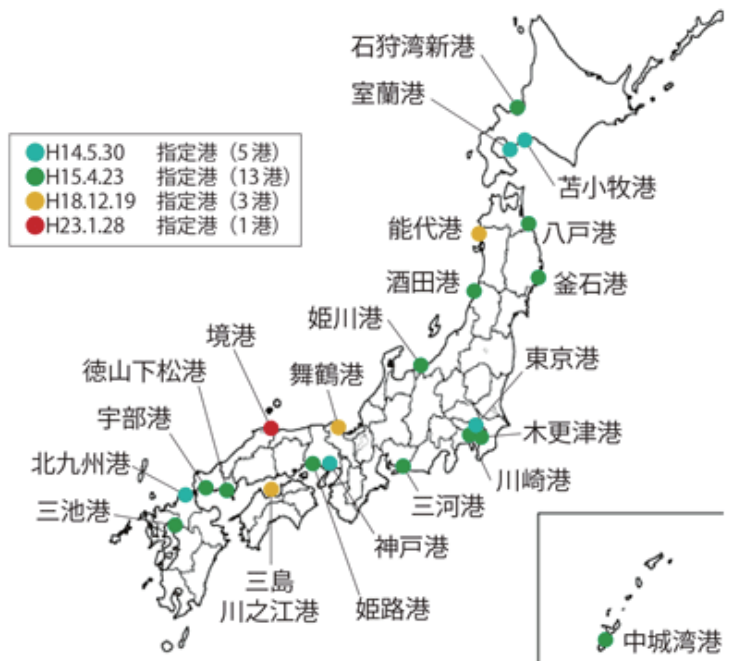 石狩湾新港
室蘭港
H14.5.30 指定港（5港）
H15.4.23 指定港（13港）
H18.12.19 指定港（3港）
H23.1.28 指定港（1港）
苫小牧港
能代港
八戸港
酒田港
釜石港
姫川港
境港
東京港
徳山下松港
舞鶴港
宇部港
木更津港
北九州港
川崎港
三河港
三池港
神戸港
三島
川之江港
姫路港
中城湾港